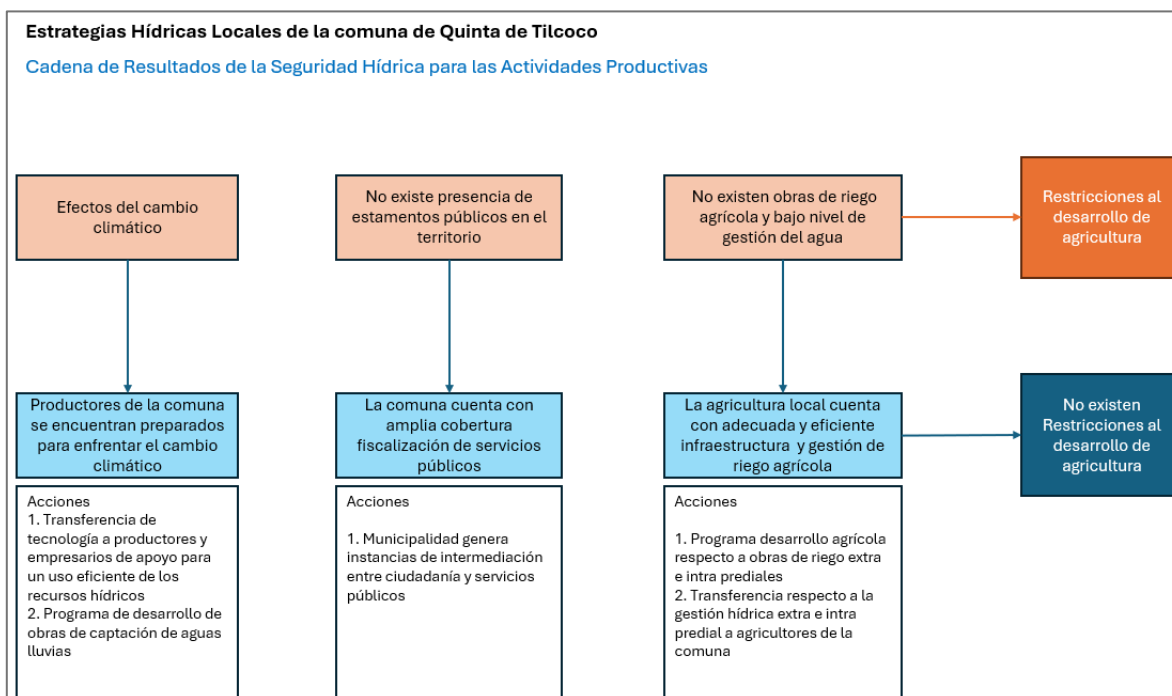 Estrategias Hídricas Locales de la comuna de Quinta de Tilcoco
Cadena de Resultados de la Seguridad Hídrica para las Actividades Productivas
Efectos del cambio
climático
No existe presencia de
estamentos públicos en el
territorio
No existen obras de riego
agrícola y bajo nivel de
gestión del agua
Restricciones al
desarrollo de
agricultura
Productores de la comuna
se encuentran preparados
para enfrentar el cambio
climático
La comuna cuenta con
amplia cobertura
fiscalización de servicios
públicos
La agricultura local cuenta
con adecuada y eficiente
infraestructura y gestión de
riego agrícola
No existen
Restricciones al
desarrollo de
agricultura
Acciones
1. Transferencia de
tecnología a productores y
empresarios de apoyo para
un uso eficiente de los
recursos hídricos
2. Programa de desarrollo de
obras de captación de aguas
lluvias
Acciones
1. Municipalidad genera
instancias de intermediación
entre ciudadanía y servicios
públicos
Acciones
1. Programa desarrollo agrícola
respecto a obras de riego extra
e intra prediales
2. Transferencia respecto a la
gestión hídrica extra e intra
predial a agricultores de la
comuna